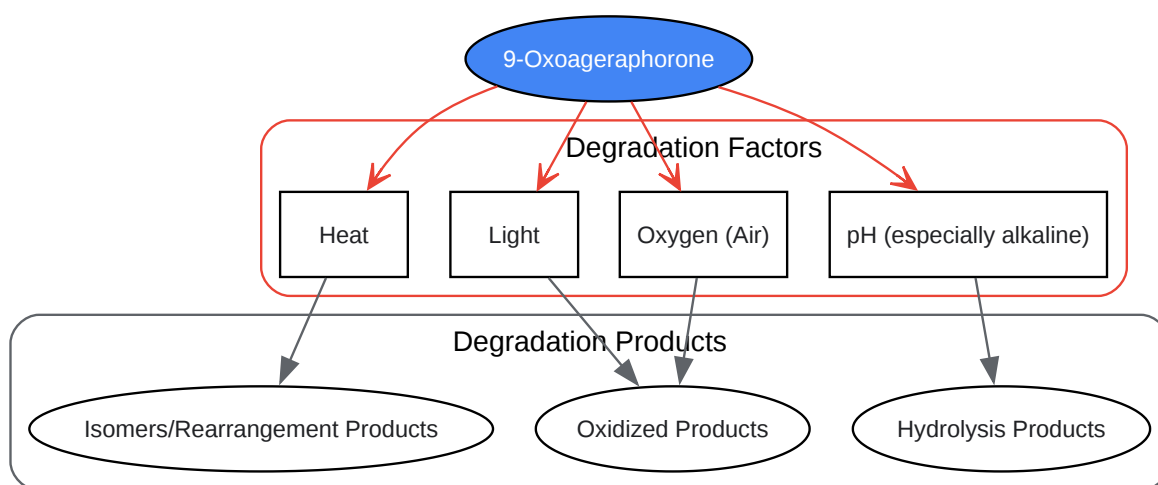 9-Oxoageraphorone
Degradation Factors
Heat
Light
Oxygen (Air)
pH (especially alkaline)
Degradation Products
Isomers/Rearrangement Products
Oxidized Products
Hydrolysis Products